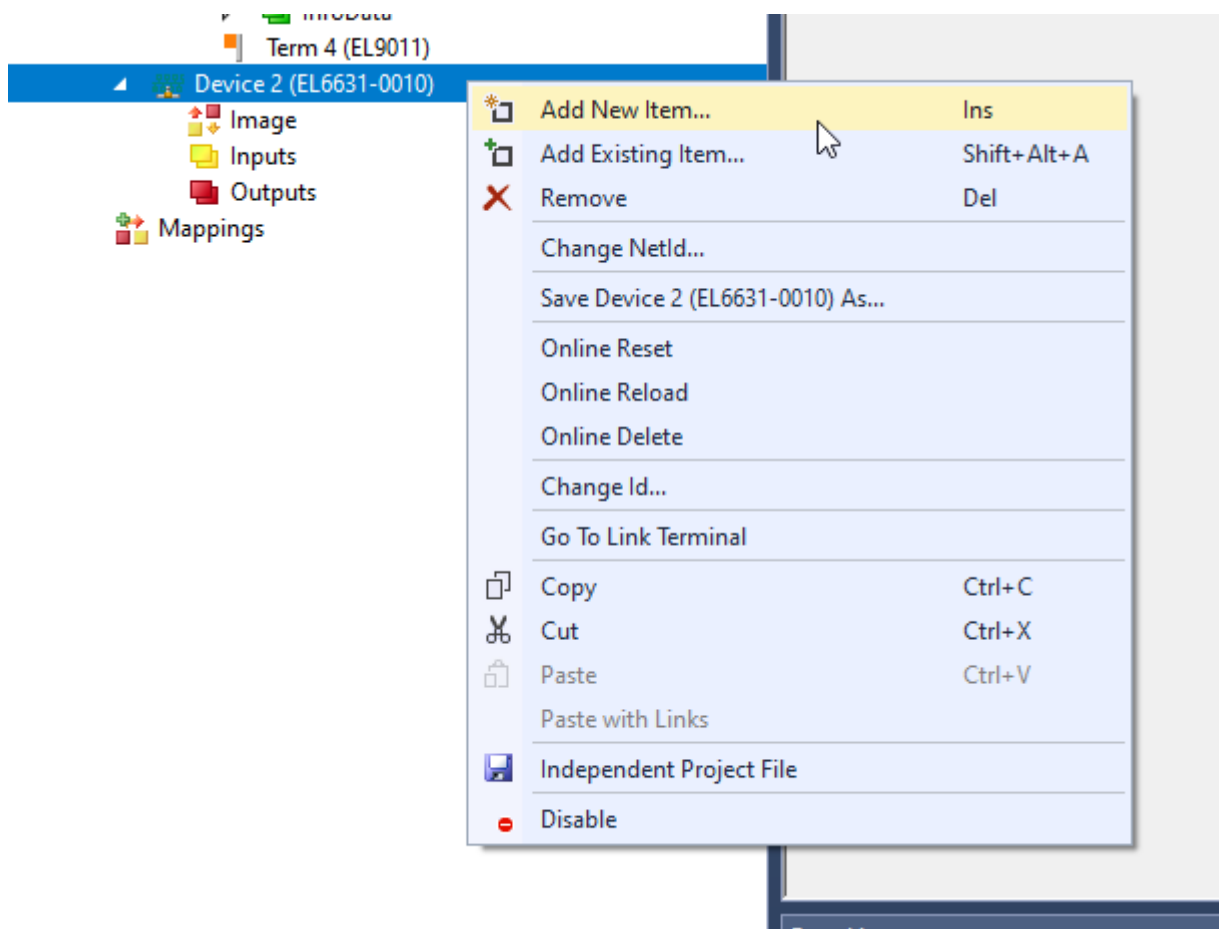 InfoData
Term 4 (EL9011)
Device 2 (EL6631-0010)
Image
Inputs
Outputs
Mappings
Add New Item... Ins
Add Existing Item... Shift+Alt+A
Remove Del
Change NetId...
Save Device 2 (EL6631-0010) As...
Online Reset
Online Reload
Online Delete
Change Id...
Go To Link Terminal
Copy Ctrl+C
Cut Ctrl+X
Paste Ctrl+V
Paste with Links
Independent Project File
Disable